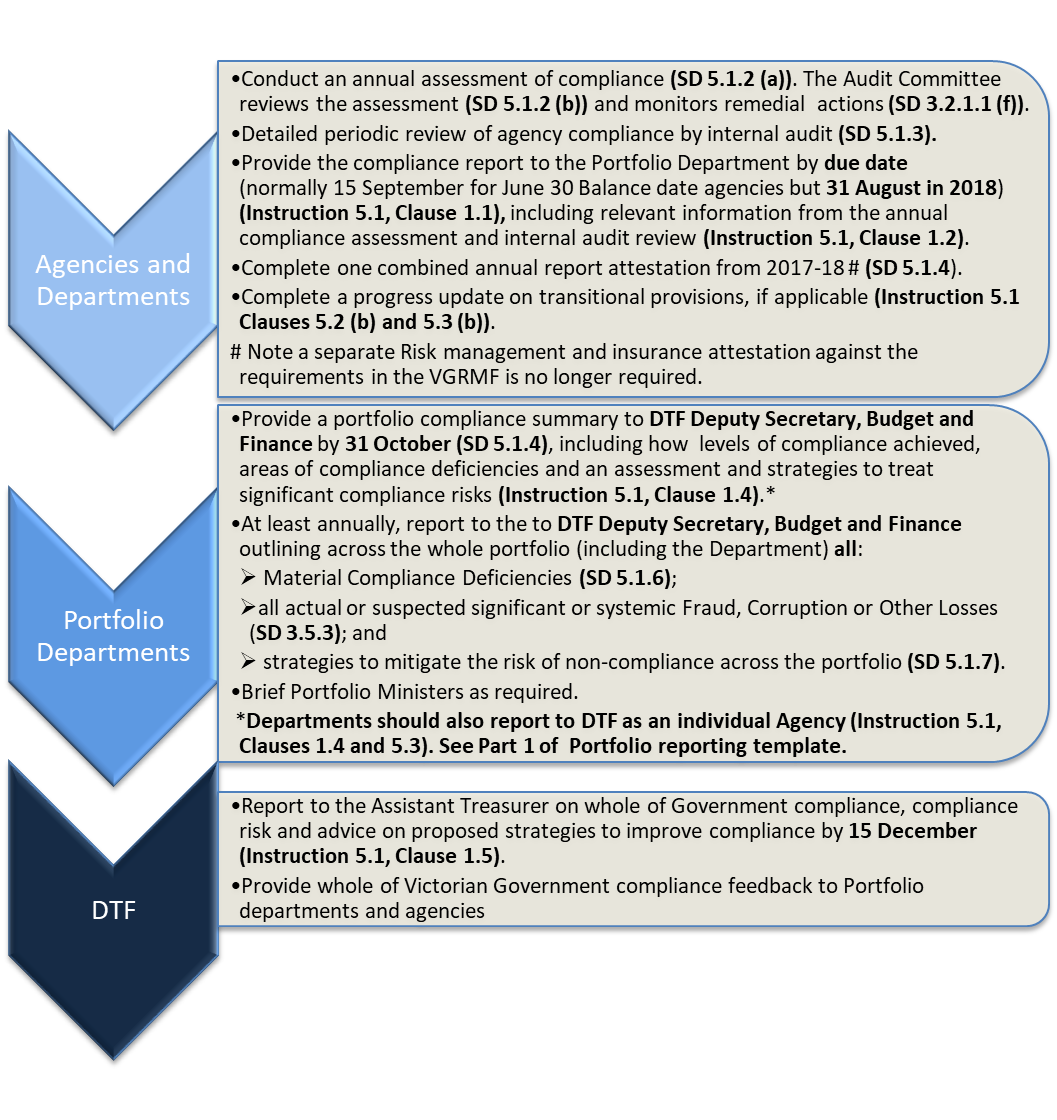 Agencies and
Departments
•Conduct an annual assessment of compliance (SD 5.1.2 (a)). The Audit Committee
reviews the assessment (SD 5.1.2 (b)) and monitors remedial actions (SD 3.2.1.1 (f)).
•Detailed periodic review of agency compliance by internal audit (SD 5.1.3).
•Provide the compliance report to the Portfolio Department by due date
(normally 15 September for June 30 Balance date agencies but 31 August in 2018)
(Instruction 5.1, Clause 1.1), including relevant information from the annual
compliance assessment and internal audit review (Instruction 5.1, Clause 1.2).
•Complete one combined annual report attestation from 2017-18 # (SD 5.1.4).
•Complete a progress update on transitional provisions, if applicable (Instruction 5.1
Clauses 5.2 (b) and 5.3 (b)).
# Note a separate Risk management and insurance attestation against the
requirements in the VGRMF is no longer required.
Portfolio
Departments
•Provide a portfolio compliance summary to DTF Deputy Secretary, Budget and
Finance by 31 October (SD 5.1.4), including how levels of compliance achieved,
areas of compliance deficiencies and an assessment and strategies to treat
significant compliance risks (Instruction 5.1, Clause 1.4).*
•At least annually, report to the to DTF Deputy Secretary, Budget and Finance
outlining across the whole portfolio (including the Department) all:
➢ Material Compliance Deficiencies (SD 5.1.6);
➢all actual or suspected significant or systemic Fraud, Corruption or Other Losses
(SD 3.5.3); and
➢ strategies to mitigate the risk of non-compliance across the portfolio (SD 5.1.7).
•Brief Portfolio Ministers as required.
*Departments should also report to DTF as an individual Agency (Instruction 5.1,
Clauses 1.4 and 5.3). See Part 1 of Portfolio reporting template.
DTF
•Report to the Assistant Treasurer on whole of Government compliance, compliance
risk and advice on proposed strategies to improve compliance by 15 December
(Instruction 5.1, Clause 1.5).
•Provide whole of Victorian Government compliance feedback to Portfolio
departments and agencies